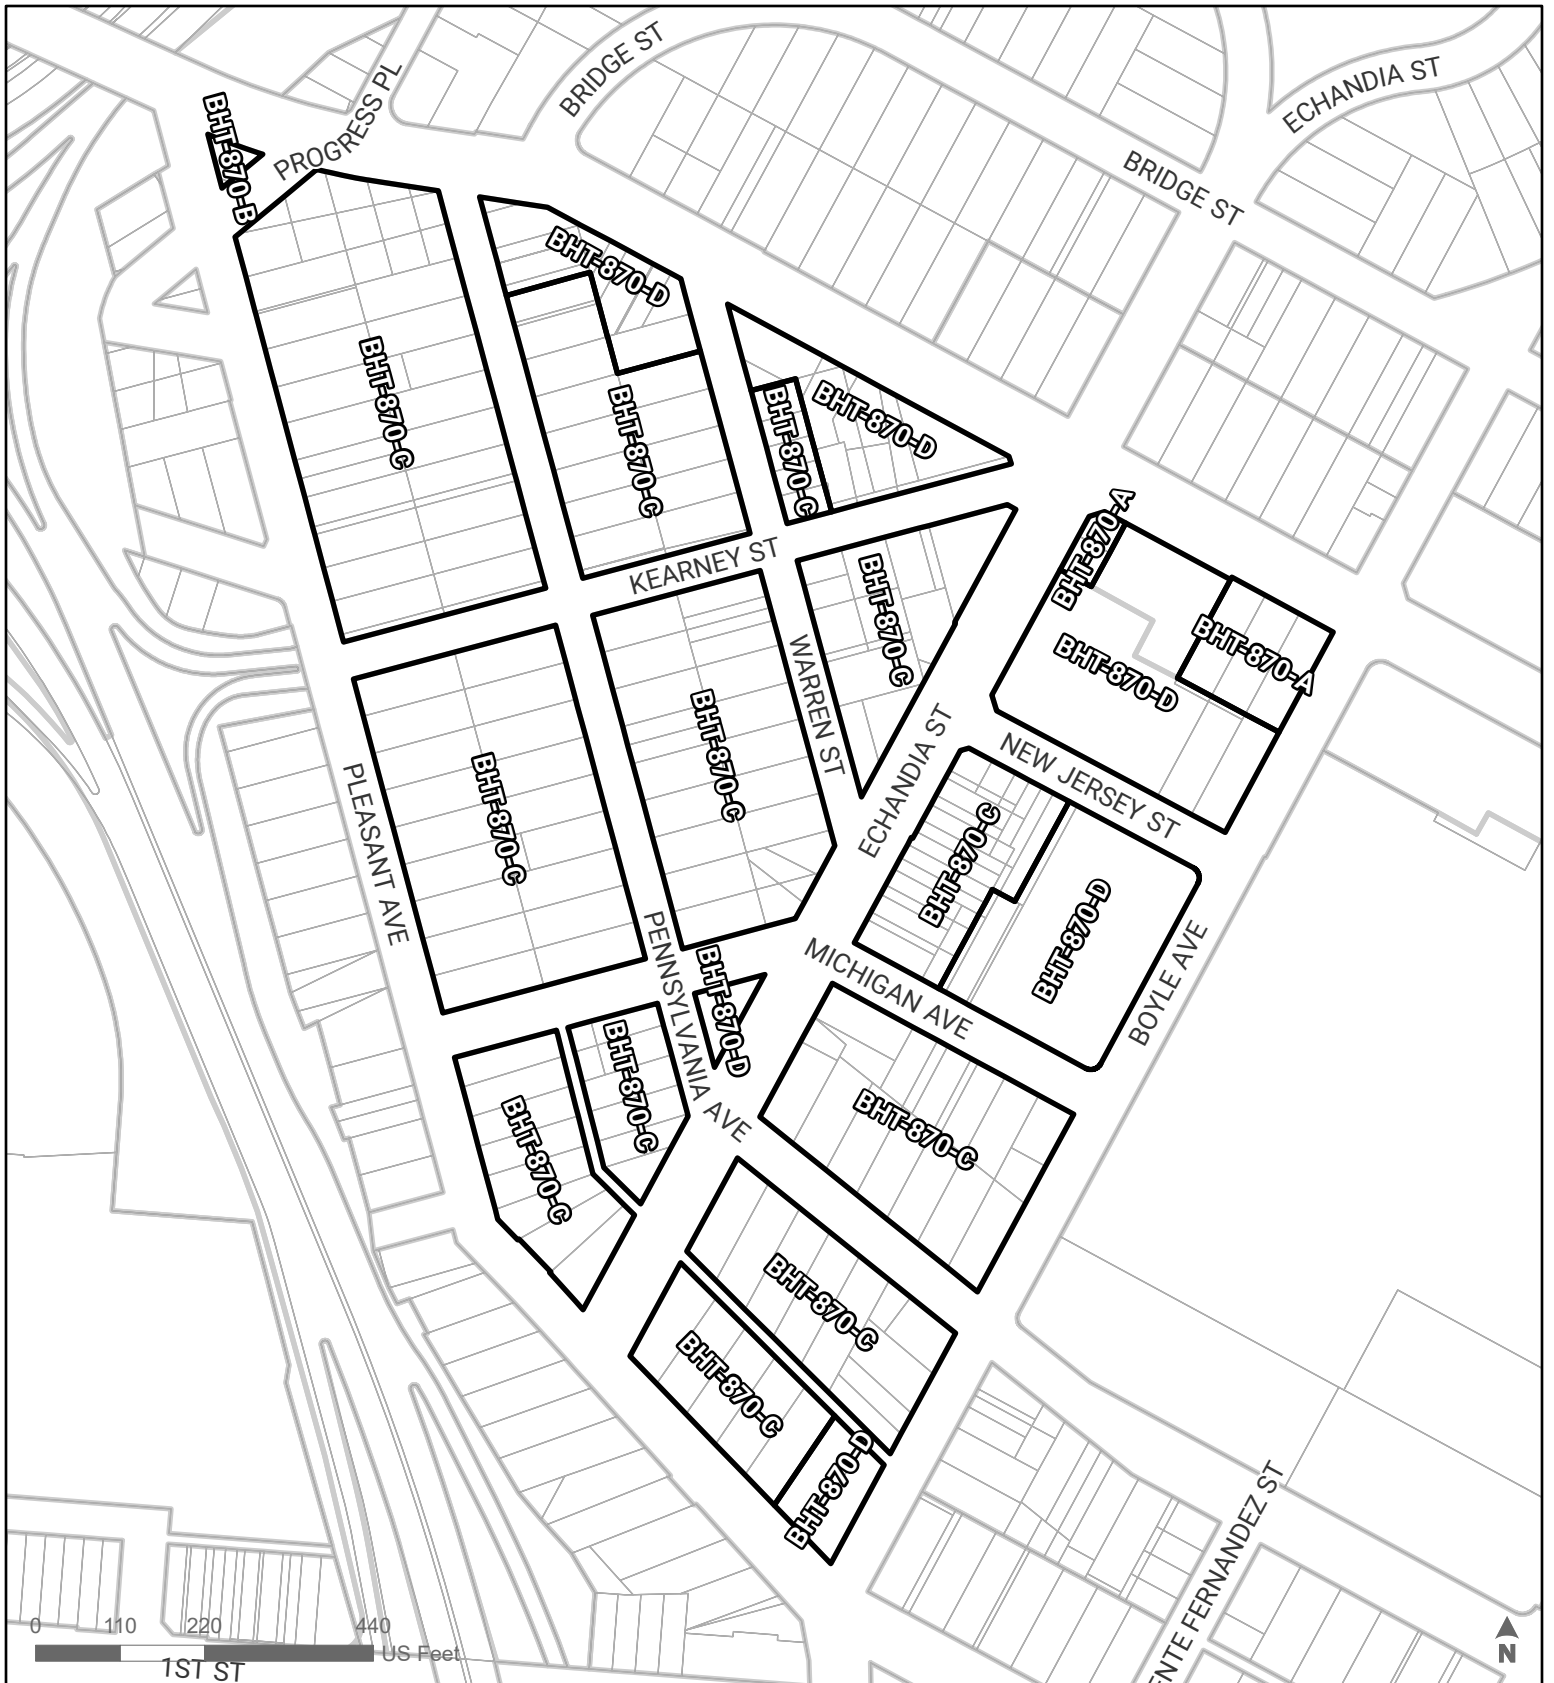 BRIDGE ST
ECHANDIA ST
PROGRESS PL
BHT-870-B
BRIDGE ST
BHT-870-D
BHT-870-C
BHT-870-C
BHT-870-C
BHT-870-D
BHT-870-A
KEARNEY ST
BHT-870-C
BHT-870-A
BHT-870-D
WARREN ST
BHT-870-C
BHT-870-C
ECHANDIA ST
NEW JERSEY ST
PLEASANT AVE
BHT-870-C
BHT-870-D
BOYLE AVE
PENNSYLVANIA AVE
BHT-870-D
MICHIGAN AVE
BHT-870-C
BHT-870-C
BHT-870-C
BHT-870-C
BHT-870-C
BHT-870-D
ENTE FERNANDEZ ST
0 110 220 440
US Feet
1ST ST
N